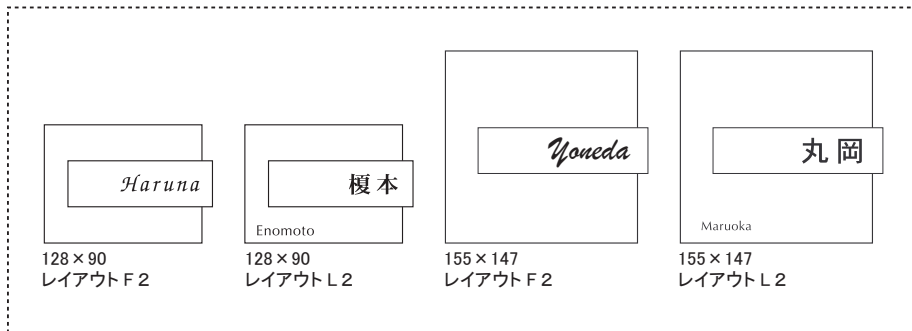 Haruna
128×90
レイアウトF2
榎本
Enomoto
128×90
レイアウトL2
Yoneda
155×147
レイアウトF2
丸岡
Maruoka
155×147
レイアウトL2